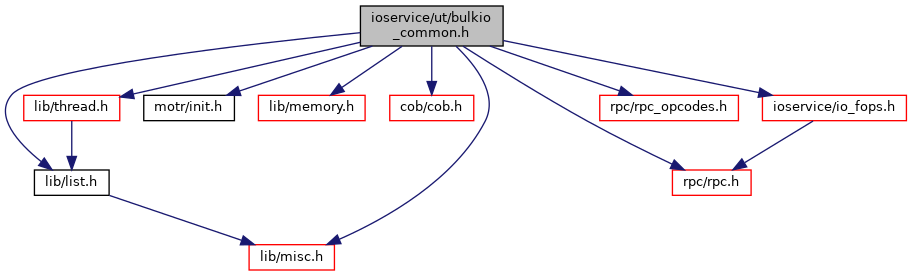 ioservice/ut/bulkio
_common.h
lib/thread.h
motr/init.h
lib/memory.h
cob/cob.h
rpc/rpc_opcodes.h
ioservice/io_fops.h
lib/list.h
rpc/rpc.h
lib/misc.h